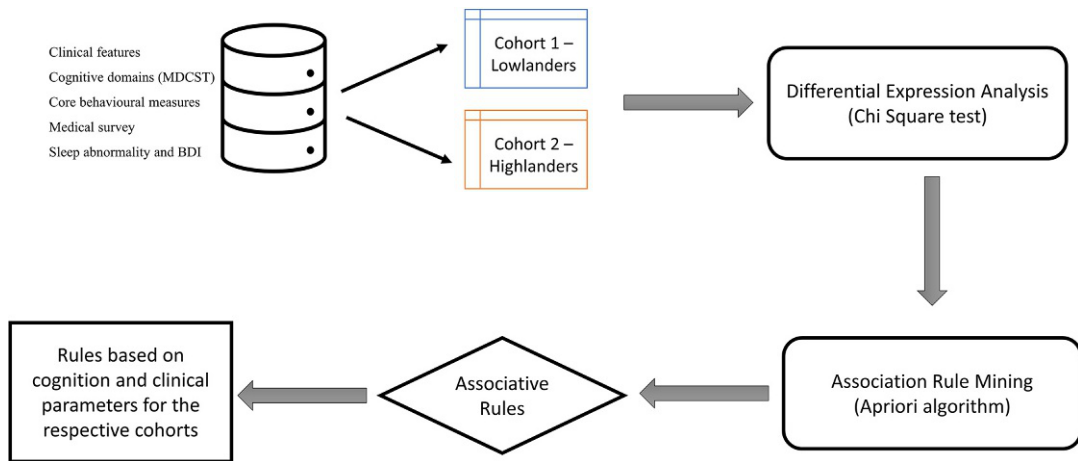 Clinical features
Cognitive domains (MDCST)
Core behavioural measures
Medical survey
Sleep abnormality and BDI
Cohort 1 –
Lowlanders
Cohort 2 –
Highlanders
Differential Expression Analysis
(Chi Square test)
Association Rule Mining
(Apriori algorithm)
Associative
Rules
Rules based on
cognition and clinical
parameters for the
respective cohorts